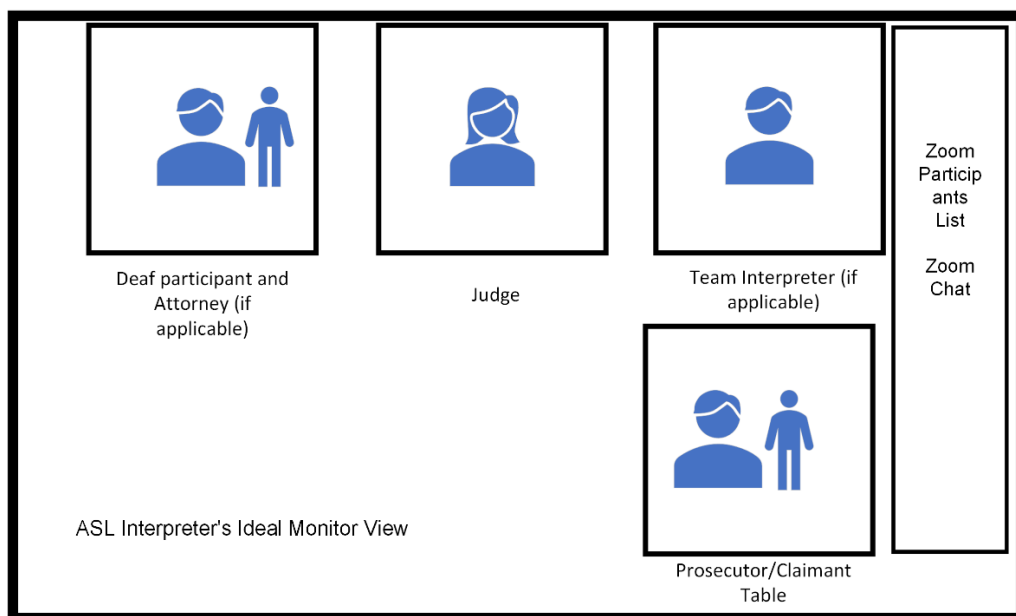 Deaf participant and
Attorney (if
applicable)
Judge
Team Interpreter (if
applicable)
Zoom
Particip
ants
List
Zoom
Chat
Prosecutor/Claimant
Table
ASL Interpreter's Ideal Monitor View